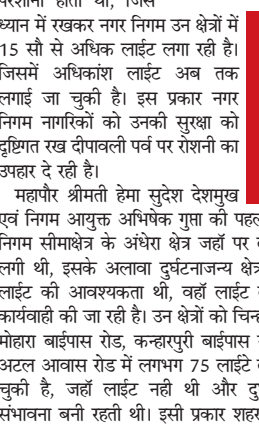 परेशानी होती थी, जिसे
ध्यान में रखकर नगर निगम उन क्षेत्रों में
15 सौ से अधिक लाईट लगा रही है।
जिसमें अधिकांश लाईट अब तक
लगाई जा चुकी है। इस प्रकार नगर
निगम नागरिकों को उनकी सुरक्षा को
दृष्टिगत रख दीपावली पर्व पर रोशनी का
उपहार दे रही है।
महापौर श्रीमती हेमा सुदेश देशमुख
एवं निगम आयुक्त अभिषेक गुप्ता की पहल
निगम सीमाक्षेत्र के अंधेरा क्षेत्र जहॉ पर
लगी थी, इसके अलावा दुर्घटनाजन्य क्षेत्र
लाईट की आवश्यकता थी, वहॉ लाईट
कार्यवाही की जा रही है। उन क्षेत्रों को
मोहारा बाईपास रोड, कन्हारपुरी बाईपास
अटल आवास रोड में लगभग 75 लाईटे
चुकी है, जहॉ लाईट नही थी और
संभावना बनी रहती थी। इसी प्रकार शहर